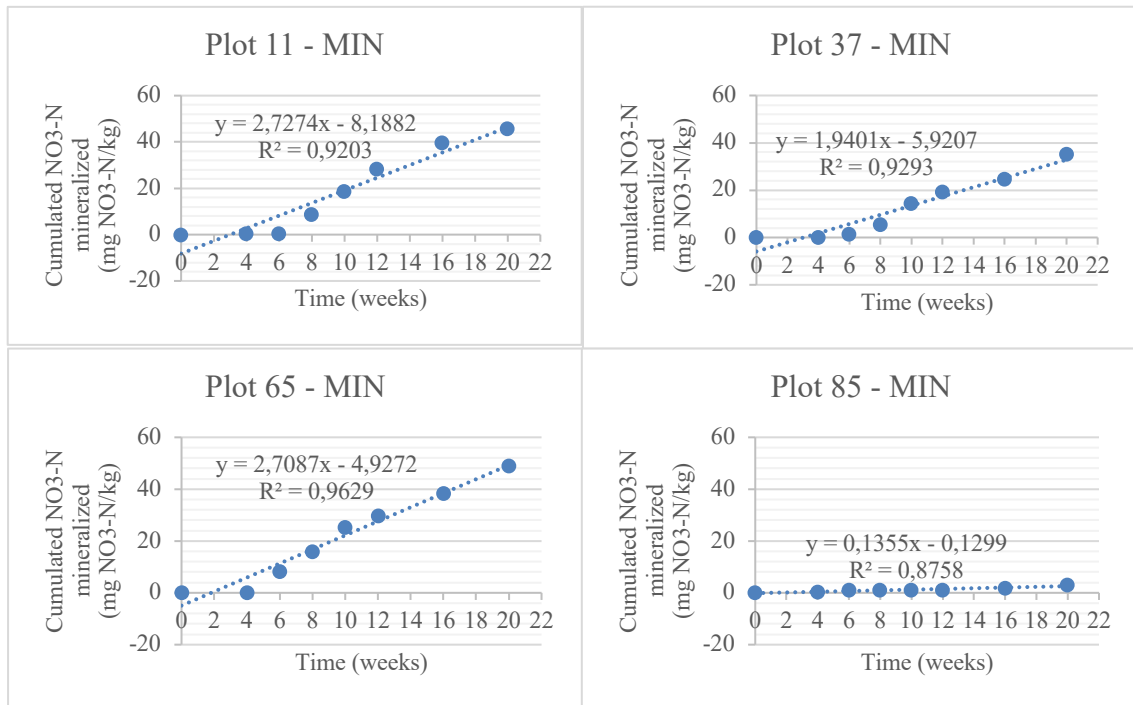 Plot 11 - MIN
Cumulated NO3-N
mineralized
(mg NO3-N/kg)
60
40
20
0
-20
y = 2,7274x - 8,1882
R² = 0,9203
0 2 4 6 8 10 12 14 16 18 20 22
Time (weeks)
Plot 37 - MIN
Cumulated NO3-N
mineralized
(mg NO3-N/kg)
60
40
20
0
-20
y = 1,9401x - 5,9207
R² = 0,9293
0 2 4 6 8 10 12 14 16 18 20 22
Time (weeks)
Plot 65 - MIN
Cumulated NO3-N
mineralized
(mg NO3-N/kg)
60
40
20
0
-20
y = 2,7087x - 4,9272
R² = 0,9629
0 2 4 6 8 10 12 14 16 18 20 22
Time (weeks)
Plot 85 - MIN
Cumulated NO3-N
mineralized
(mg NO3-N/kg)
60
40
20
0
-20
y = 0,1355x - 0,1299
R² = 0,8758
0 2 4 6 8 10 12 14 16 18 20 22
Time (weeks)